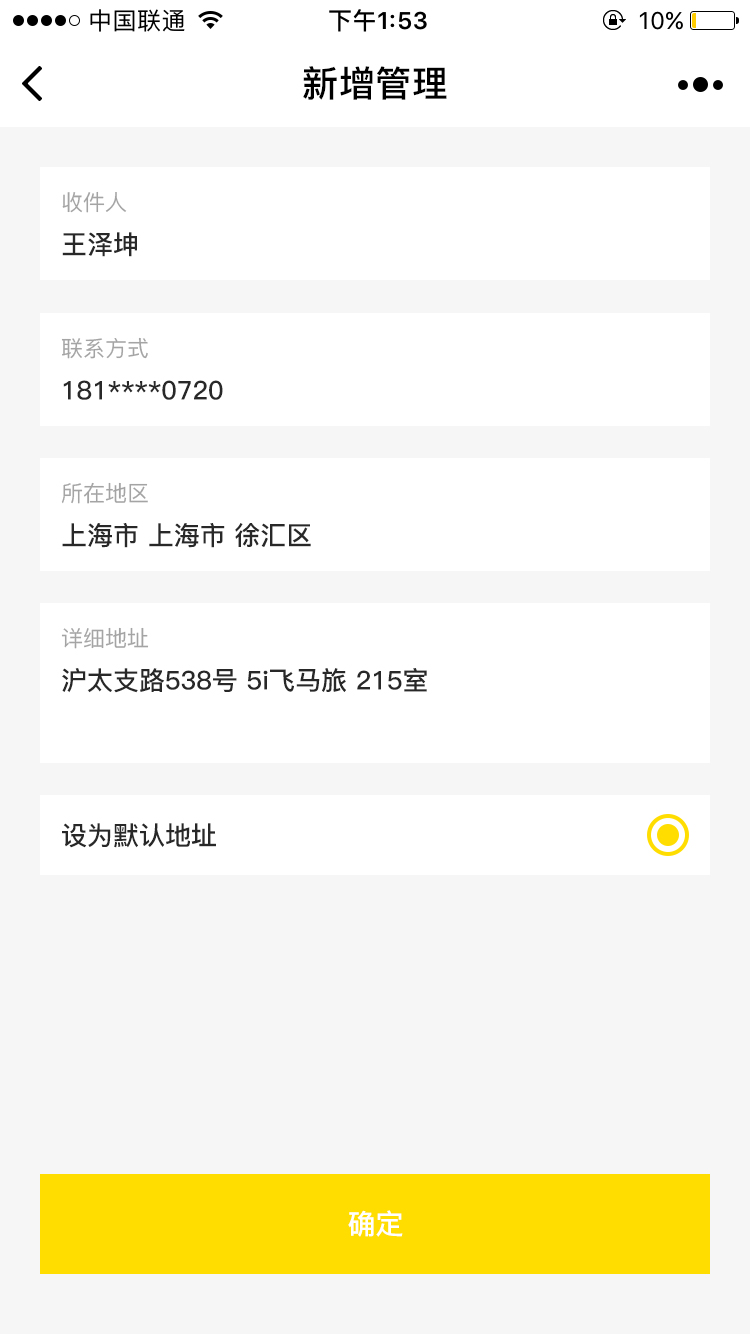 中国联通
下午1:53
10%
新增管理
收件人
王泽坤
联系方式
181****0720
所在地区
上海市 上海市 徐汇区
详细地址
沪太支路538号 5i飞马旅 215室
设为默认地址
确定